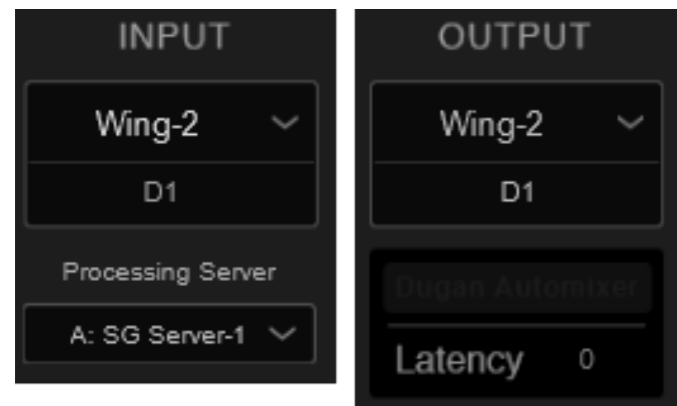 INPUT
Wing-2
D1
Processing Server
A: SG Server-1
OUTPUT
Wing-2
D1
Dugan Automixer
Latency 0